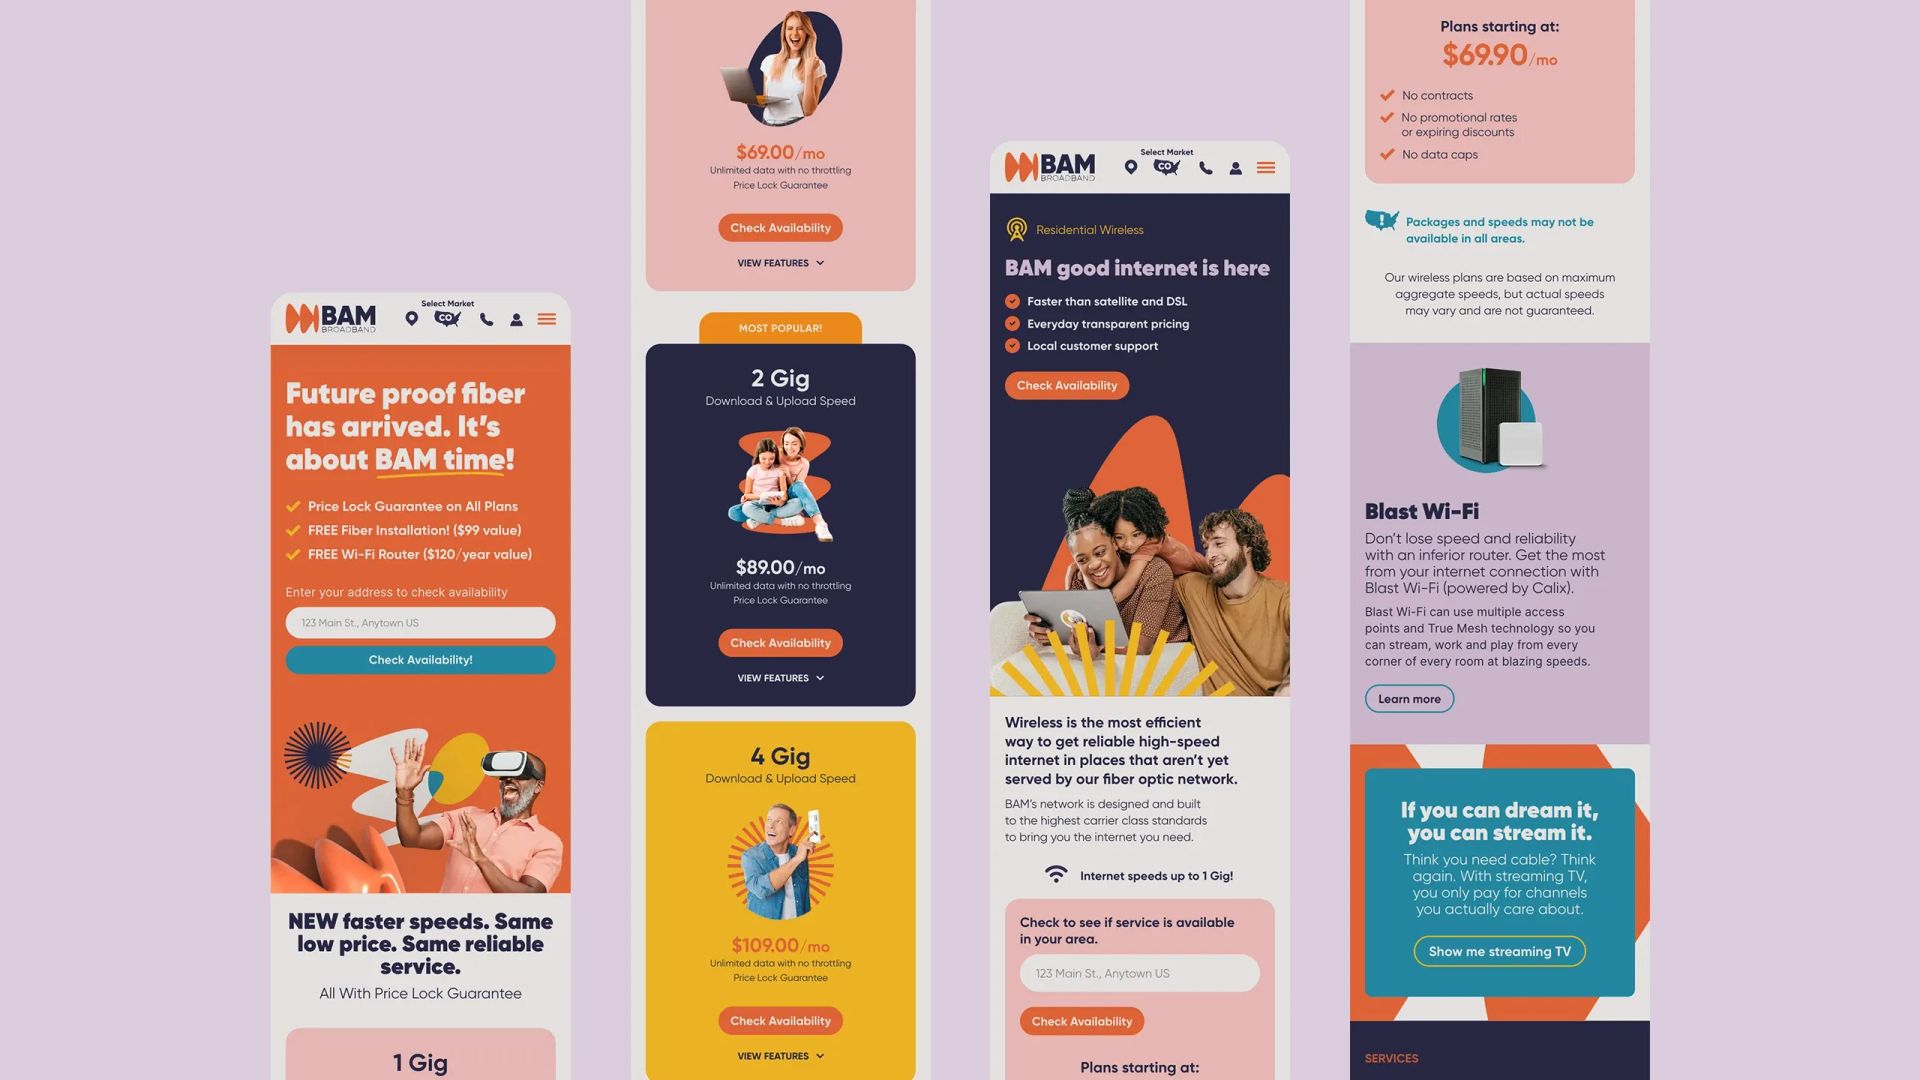 Select Market
CO
BAM
BROADBAND
Future proof fiber
has arrived. It's
about BAM time!
Price Lock Guarantee on All Plans
FREE Fiber Installation! ($99 value)
FREE Wi-Fi Router ($120/year value)
Enter your address to check availability
123 Main St., Anytown US
Check Availability!
NEW faster speeds. Same
low price. Same reliable
service.
All With Price Lock Guarantee
1 Gig
$69.00/mo
Unlimited data with no throttling
Price Lock Guarantee
Check Availability
VIEW FEATURES
MOST POPULAR!
2 Gig
Download & Upload Speed
$89.00/mo
Unlimited data with no throttling
Price Lock Guarantee
Check Availability
VIEW FEATURES
4 Gig
Download & Upload Speed
$109.00/mo
Unlimited data with no throttling
Price Lock Guarantee
Check Availability
VIEW FEATURES
Select Market
CO
BAM
BROADBAND
Residential Wireless
BAM good internet is here
Faster than satellite and DSL
Everyday transparent pricing
Local customer support
Check Availability
Wireless is the most efficient
way to get reliable high-speed
internet in places that aren't yet
served by our fiber optic network.
BAM's network is designed and built
to the highest carrier class standards
to bring you the internet you need.
Internet speeds up to 1 Gig!
Check to see if service is available
in your area.
123 Main St., Anytown US
Check Availability
Plans starting at:
Plans starting at:
$69.90/mo
No contracts
No promotional rates
or expiring discounts
No data caps
Packages and speeds may not be
available in all areas.
Our wireless plans are based on maximum
aggregate speeds, but actual speeds
may vary and are not guaranteed.
Blast Wi-Fi
Don't lose speed and reliability
with an inferior router. Get the most
from your internet connection with
Blast Wi-Fi (powered by Calix).
Blast Wi-Fi can use multiple access
points and True Mesh technology so you
can stream, work and play from every
corner of every room at blazing speeds.
Learn more
If you can dream it,
you can stream it.
Think you need cable? Think
again. With streaming TV,
you only pay for channels
you actually care about.
Show me streaming TV
SERVICES